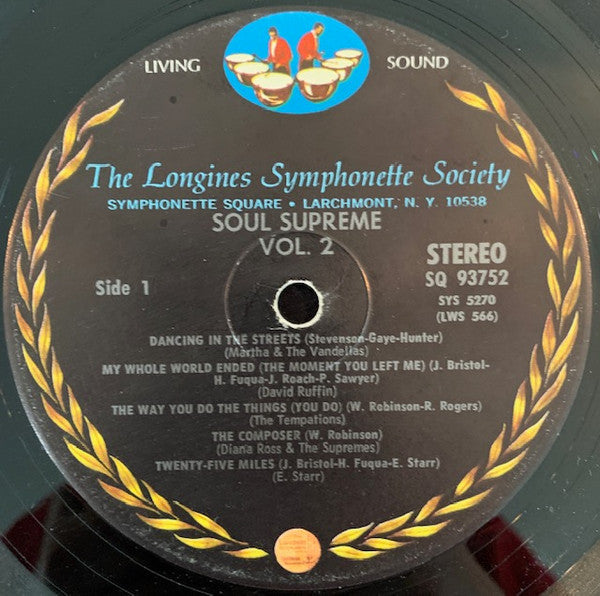 LIVING SOUND
The Longines Symphonette Society
SYMPHONETTE SQUARE • LARCHMONT, N. Y. 10538
SOUL SUPREME
VOL. 2
Side 1
STEREO
SQ 93752
SYS 5270
(LWS 566)
DANCING IN THE STREETS (Stevenson-Gaye-Hunter)
(Martha & The Vandellas)
MY WHOLE WORLD ENDED (THE MOMENT YOU LEFT ME) (J. Bristol-
H. Fuqua-J. Roach-P. Sawyer)
(David Ruffin)
THE WAY YOU DO THE THINGS (YOU DO) (W. Robinson-R. Rogers)
(The Temptations)
THE COMPOSER (W. Robinson)
(Diana Ross & The Supremes)
TWENTY-FIVE MILES (J. Bristol-H. Fuqua-E. Starr)
(E. Starr)